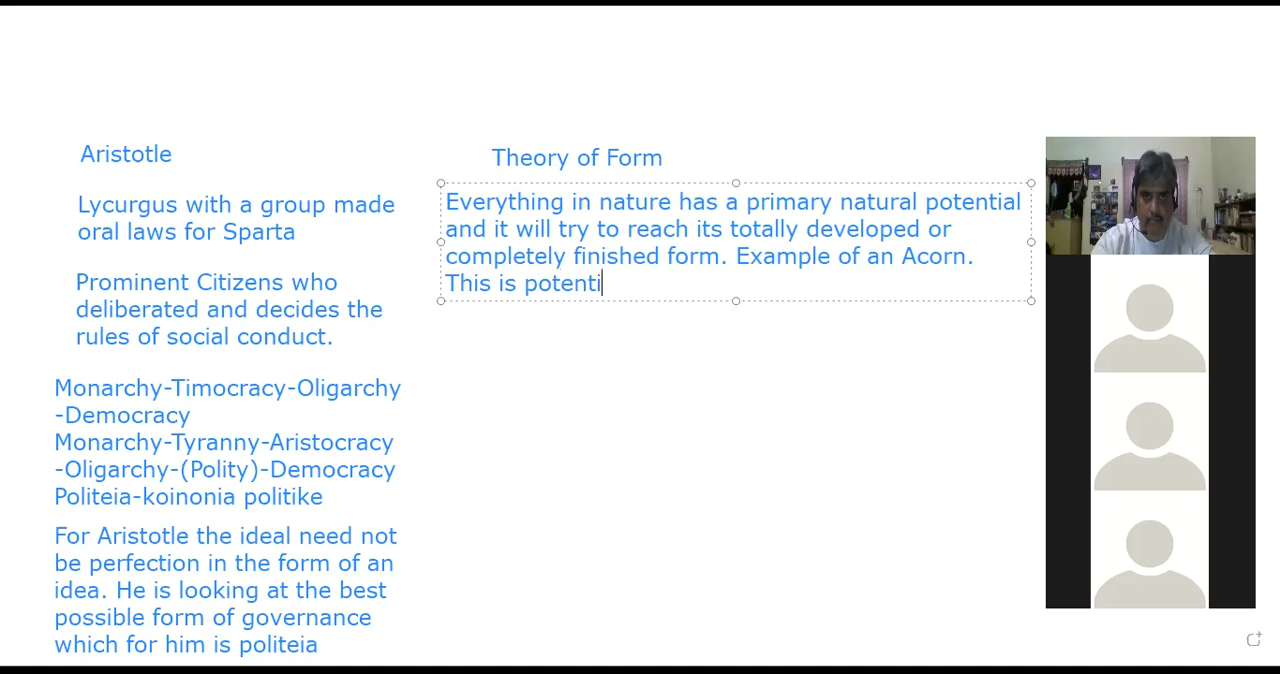 Aristotle
Lycurgus with a group made
oral laws for Sparta
Prominent Citizens who
deliberated and decides the
rules of social conduct.
Monarchy-Timocracy-Oligarchy
-Democracy
Monarchy-Tyranny-Aristocracy
-Oligarchy-(Polity)-Democracy
Politeia-koinonia politike
For Aristotle the ideal need not
be perfection in the form of an
idea. He is looking at the best
possible form of governance
which for him is politeia
Theory of Form
Everything in nature has a primary natural potential
and it will try to reach its totally developed or
completely finished form. Example of an Acorn.
This is potenti